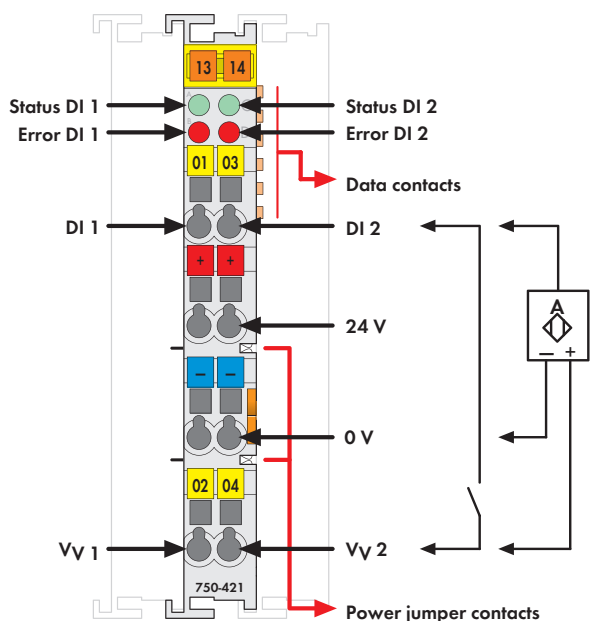 13 14
A C
Status DI 1 Status DI 2
Error DI 1 Error DI 2
B
01 03
Data contacts
DI 1 DI 2
+ +
A
24 V
– +
– –
0 V
02 04
VV 1 VV 2
750-421
Power jumper contacts